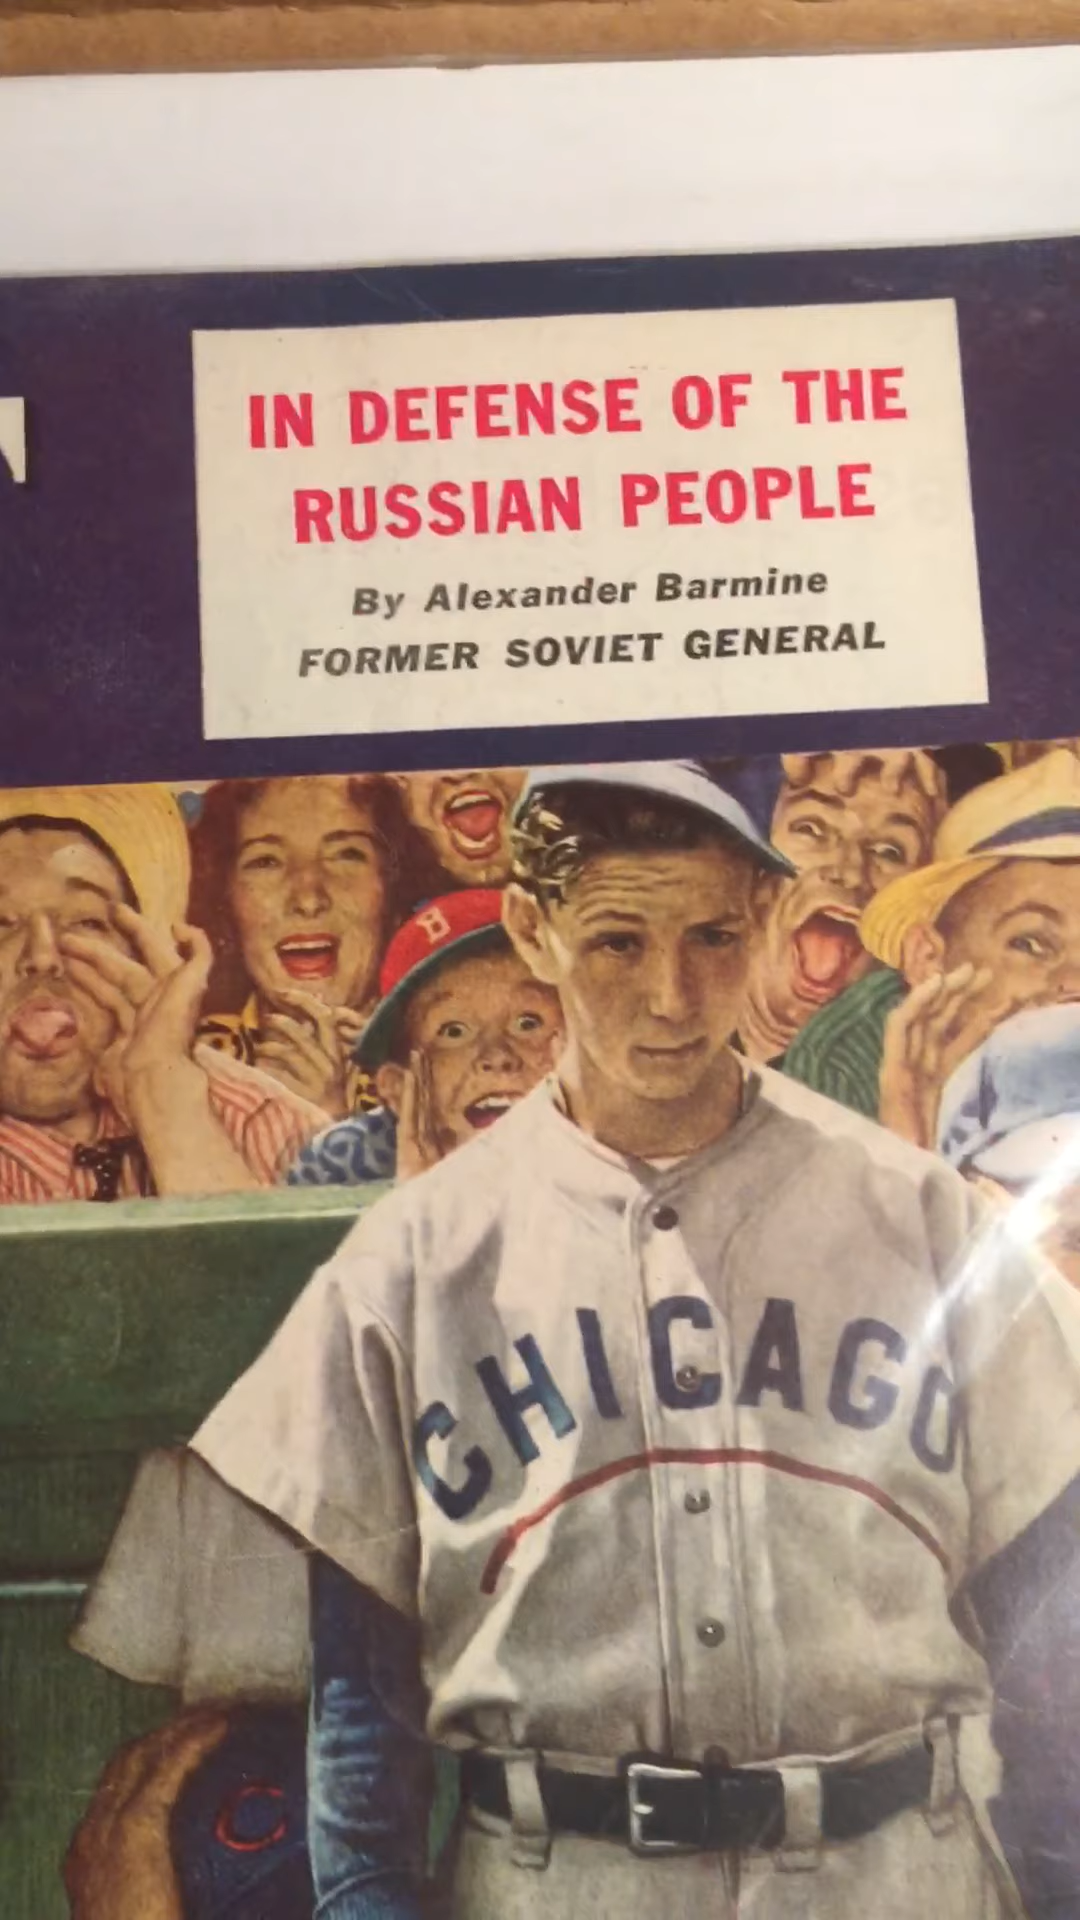 IN DEFENSE OF THE
RUSSIAN PEOPLE
By Alexander Barmine
FORMER SOVIET GENERAL
B
CHICAGO
C